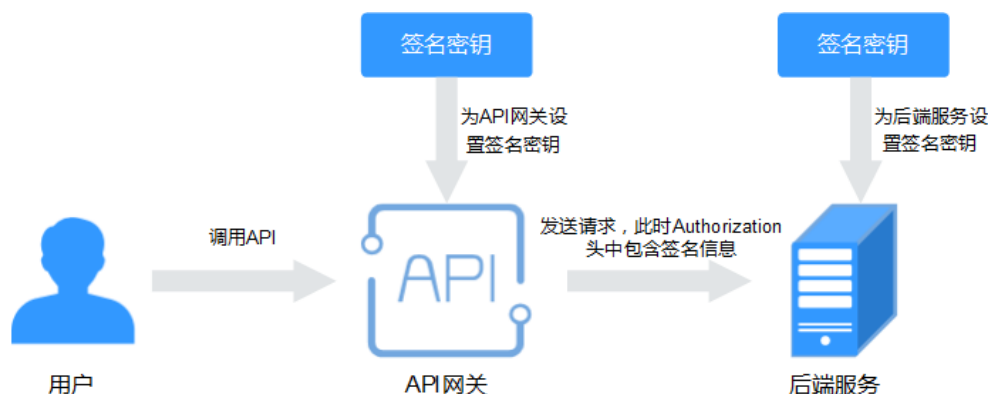 签名密钥
签名密钥
为API网关设
置签名密钥
为后端服务设
置签名密钥
调用API
发送请求，此时Authorization
头中包含签名信息
API
用户
API网关
后端服务